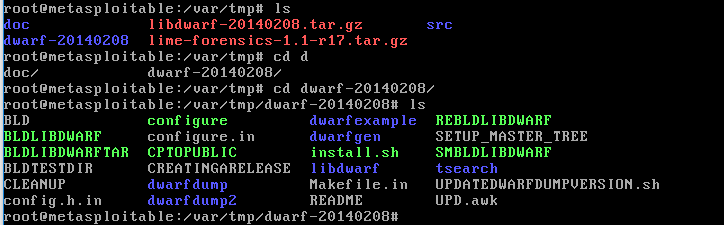 root@metasploitable:/var/tmp# ls
doc libdwarf-20140208.tar.gz src
dwarf-20140208 lime-forensics-1.1-r17.tar.gz
root@metasploitable:/var/tmp# cd d
doc/ dwarf-20140208/
root@metasploitable:/var/tmp# cd dwarf-20140208/
root@metasploitable:/var/tmp/dwarf-20140208# ls
BLD configure dwarfexample REBLDLIBDWARF
BLDLIBDWARF configure.in dwarfgen SETUP_MASTER_TREE
BLDLIBDWARFTAR CPTOPUBLIC install.sh SMBLDLIBDWARF
BLDTESTDIR CREATINGARELEASE libdwarf tsearch
CLEANUP dwarfdump Makefile.in UPDATEDWARFDUMPVERSION.sh
config.h.in dwarfdump2 README UPD.awk
root@metasploitable:/var/tmp/dwarf-20140208#